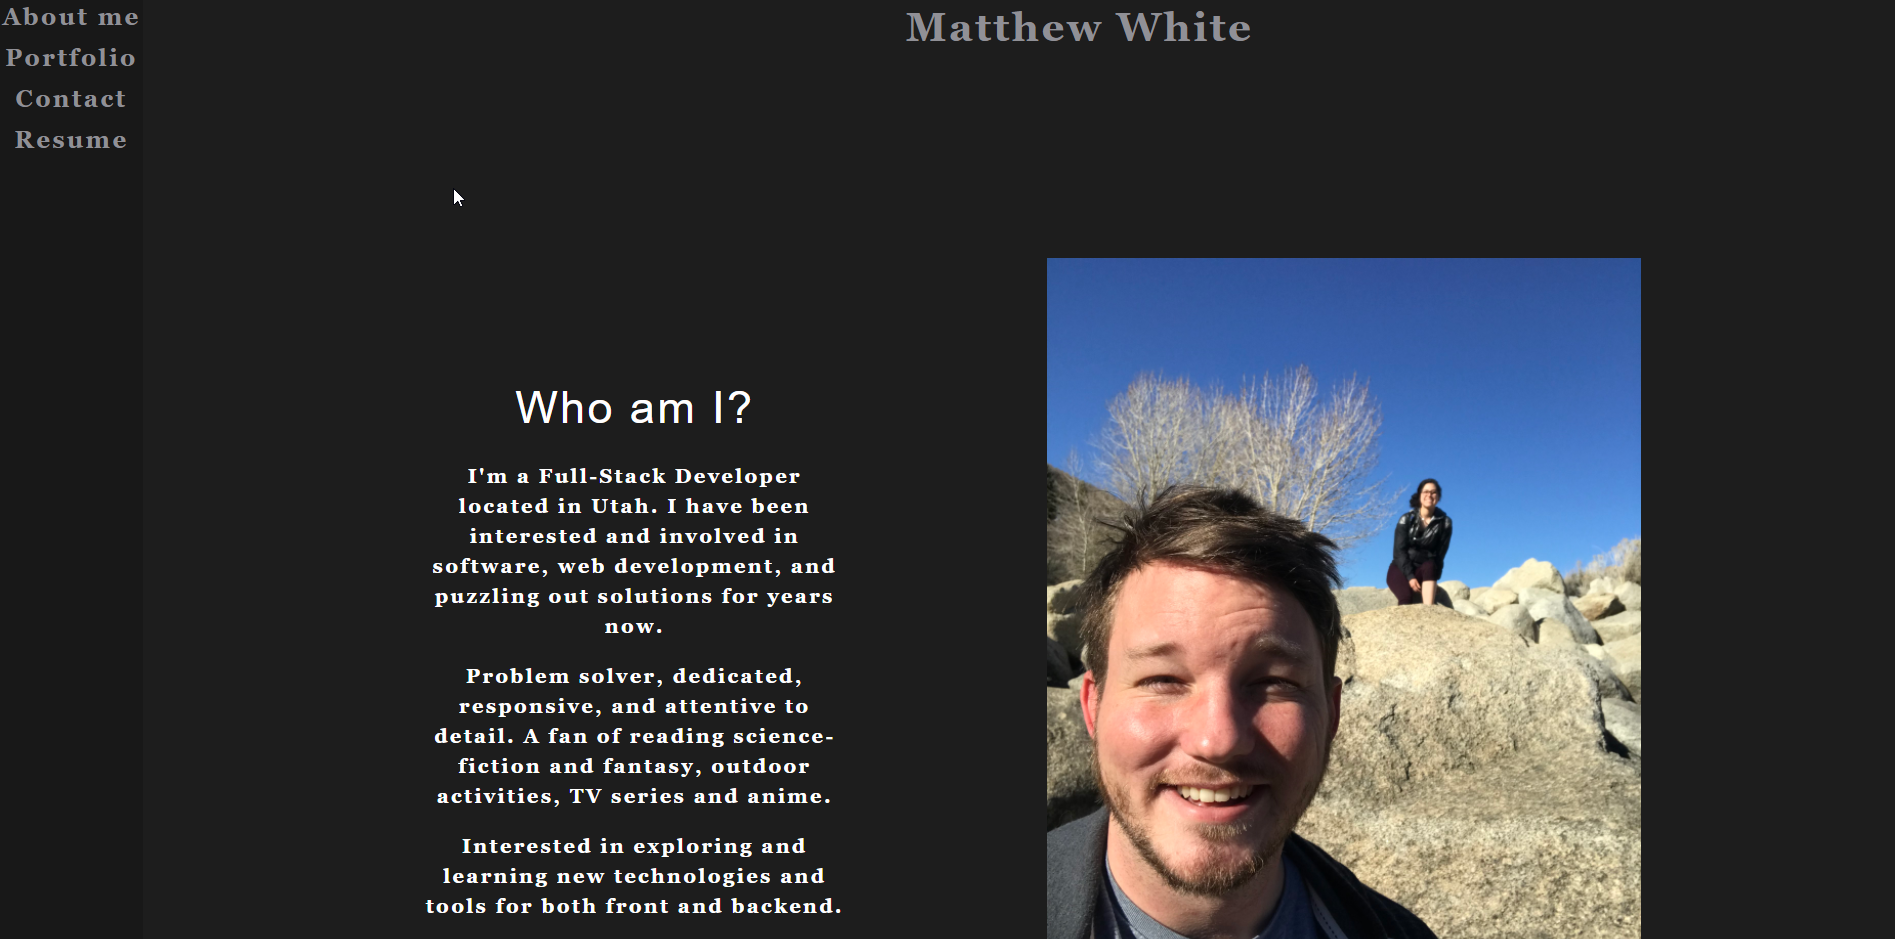 About me
Portfolio
Contact
Resume
Matthew White
Who am I?
I'm a Full-Stack Developer
located in Utah. I have been
interested and involved in
software, web development, and
puzzling out solutions for years
now.
Problem solver, dedicated,
responsive, and attentive to
detail. A fan of reading science-
fiction and fantasy, outdoor
activities, TV series and anime.
Interested in exploring and
learning new technologies and
tools for both front and backend.